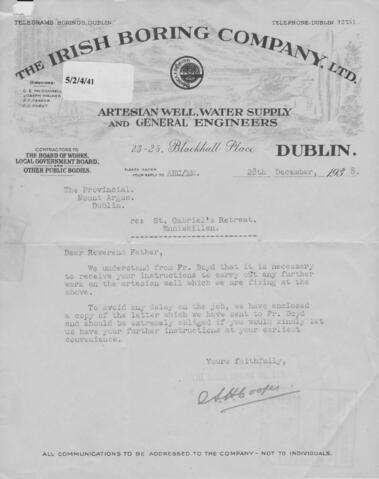 TELEGRAMS: BORINGS, DUBLIN.
TELEPHONE: DUBLIN
THE IRISH BORING COMPANY, LTD.
5/2/4/41
DIRECTORS:
ARTESIAN WELL, WATER SUPPLY
AND GENERAL ENGINEERS
CONTRACTORS TO
THE BOARD OF WORKS,
LOCAL GOVERNMENT BOARD,
AND
OTHER PUBLIC BODIES.
23-25, Blackhall Place DUBLIN.
PLEASE REFER
YOUR REPLY TO AHC/
28th December, 1938.
The Provincial,
Mount Argus,
Dublin.
re: St. Gabriel's Retreat,
Enniskillen.
Dear Reverend Father,
We understand from Fr. Boyd that it is necessary
to receive your instructions to carry out any further
work on the artesian well which we are fixing at the
above.
To avoid any delay on the job, we have enclosed
a copy of the letter which we have sent to Fr. Boyd
and should be extremely obliged if you would kindly let
us have your further instructions at your earliest
convenience.
Yours faithfully,
A H Cooper.
ALL COMMUNICATIONS TO BE ADDRESSED TO THE COMPANY - NOT TO INDIVIDUALS.